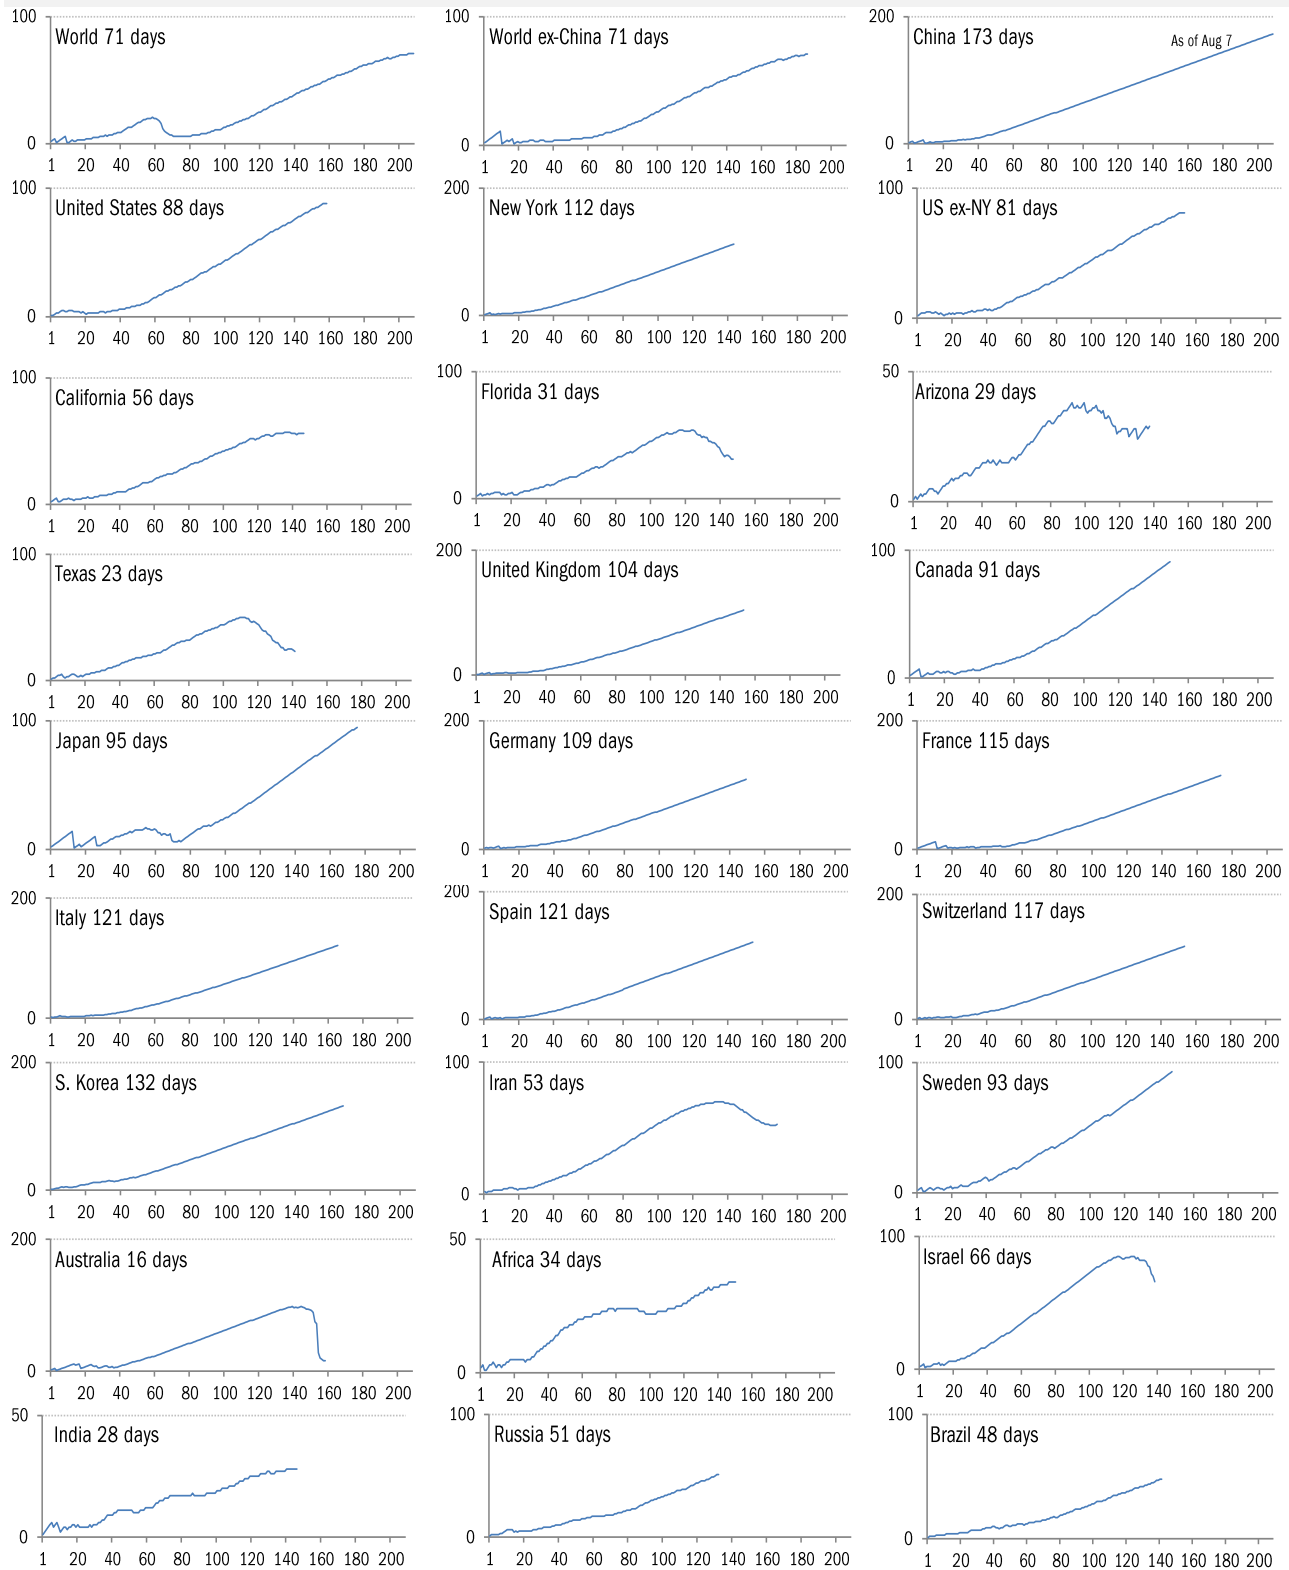 World 71 days
100
0
1 20 40 60 80 100 120 140 160 180 200
World ex-China 71 days
100
0
1 20 40 60 80 100 120 140 160 180 200
China 173 days
As of Aug 7
200
0
1 20 40 60 80 100 120 140 160 180 200
United States 88 days
100
0
1 20 40 60 80 100 120 140 160 180 200
New York 112 days
200
0
1 20 40 60 80 100 120 140 160 180 200
US ex-NY 81 days
100
0
1 20 40 60 80 100 120 140 160 180 200
California 56 days
100
0
1 20 40 60 80 100 120 140 160 180 200
Florida 31 days
100
0
1 20 40 60 80 100 120 140 160 180 200
Arizona 29 days
50
0
1 20 40 60 80 100 120 140 160 180 200
Texas 23 days
100
0
1 20 40 60 80 100 120 140 160 180 200
United Kingdom 104 days
200
0
1 20 40 60 80 100 120 140 160 180 200
Canada 91 days
100
0
1 20 40 60 80 100 120 140 160 180 200
Japan 95 days
100
0
1 20 40 60 80 100 120 140 160 180 200
Germany 109 days
200
0
1 20 40 60 80 100 120 140 160 180 200
France 115 days
200
0
1 20 40 60 80 100 120 140 160 180 200
Italy 121 days
200
0
1 20 40 60 80 100 120 140 160 180 200
Spain 121 days
200
0
1 20 40 60 80 100 120 140 160 180 200
Switzerland 117 days
200
0
1 20 40 60 80 100 120 140 160 180 200
S. Korea 132 days
200
0
1 20 40 60 80 100 120 140 160 180 200
Iran 53 days
100
0
1 20 40 60 80 100 120 140 160 180 200
Sweden 93 days
100
0
1 20 40 60 80 100 120 140 160 180 200
Australia 16 days
200
0
1 20 40 60 80 100 120 140 160 180 200
Africa 34 days
50
0
1 20 40 60 80 100 120 140 160 180 200
Israel 66 days
100
0
1 20 40 60 80 100 120 140 160 180 200
India 28 days
50
0
1 20 40 60 80 100 120 140 160 180 200
Russia 51 days
100
0
1 20 40 60 80 100 120 140 160 180 200
Brazil 48 days
100
0
1 20 40 60 80 100 120 140 160 180 200